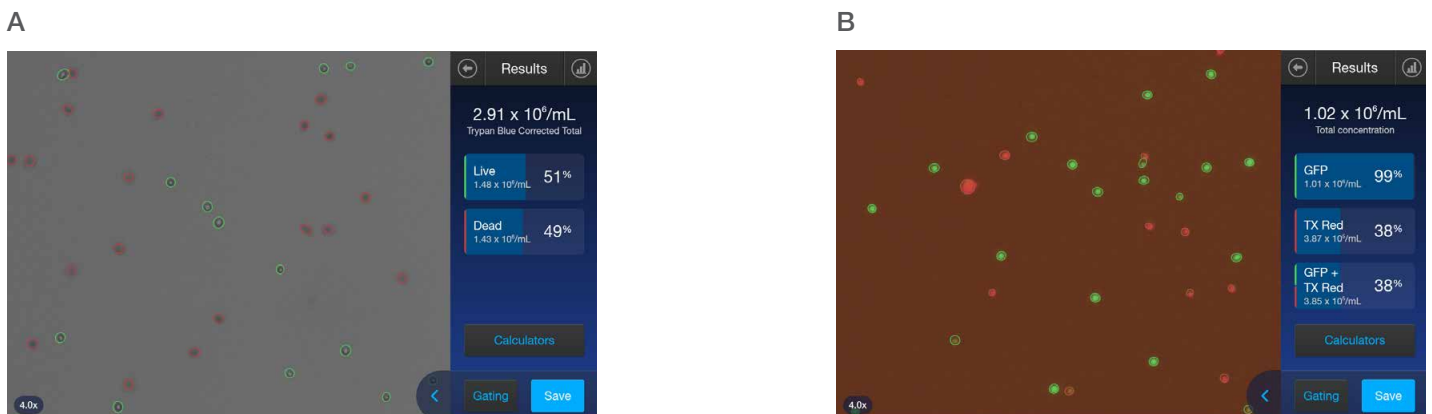 A
Results
2.91 x 10⁶/mL
Trypan Blue Corrected Total
Live
1.48 x 10⁶/mL
51%
Dead
1.43 x 10⁶/mL
49%
Calculators
Gating
Save
4.0x
B
Results
1.02 x 10⁶/mL
Total concentration
GFP
1.01 x 10⁶/mL
99%
TX Red
3.87 x 10⁵/mL
38%
GFP +
TX Red
3.85 x 10⁵/mL
38%
Calculators
Gating
Save
4.0x